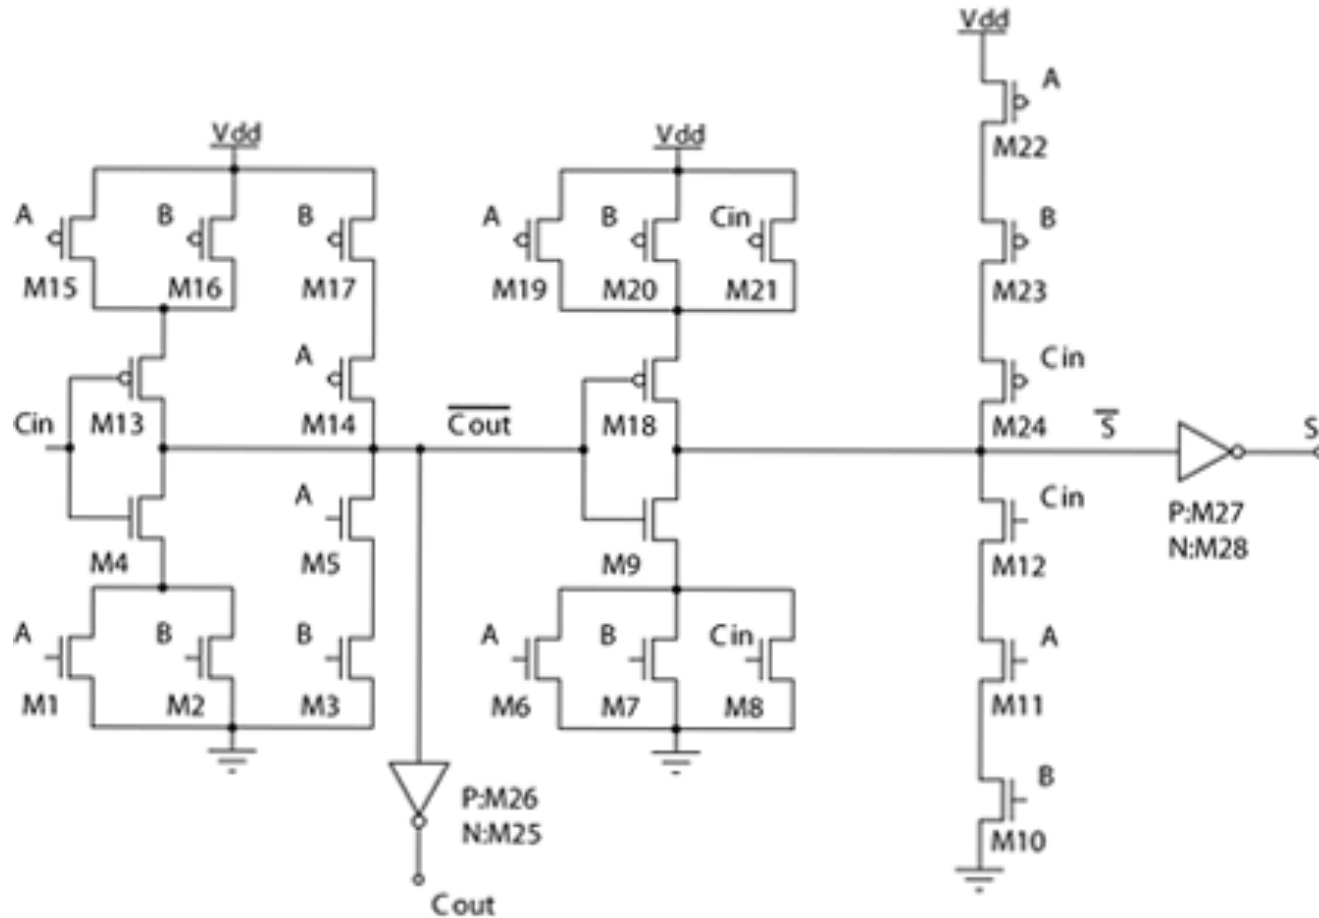 Vdd
A
M22
Vdd
Vdd
A
B
B
A
B
Cin
B
M15
M16
M17
M19
M20
M21
M23
A
Cin
Cin
M13
M14
Cout
M18
M24
S
S
A
Cin
P:M27
N:M28
M4
M5
M9
M12
A
B
B
A
B
Cin
A
M1
M2
M3
M6
M7
M8
M11
P:M26
N:M25
B
M10
Cout